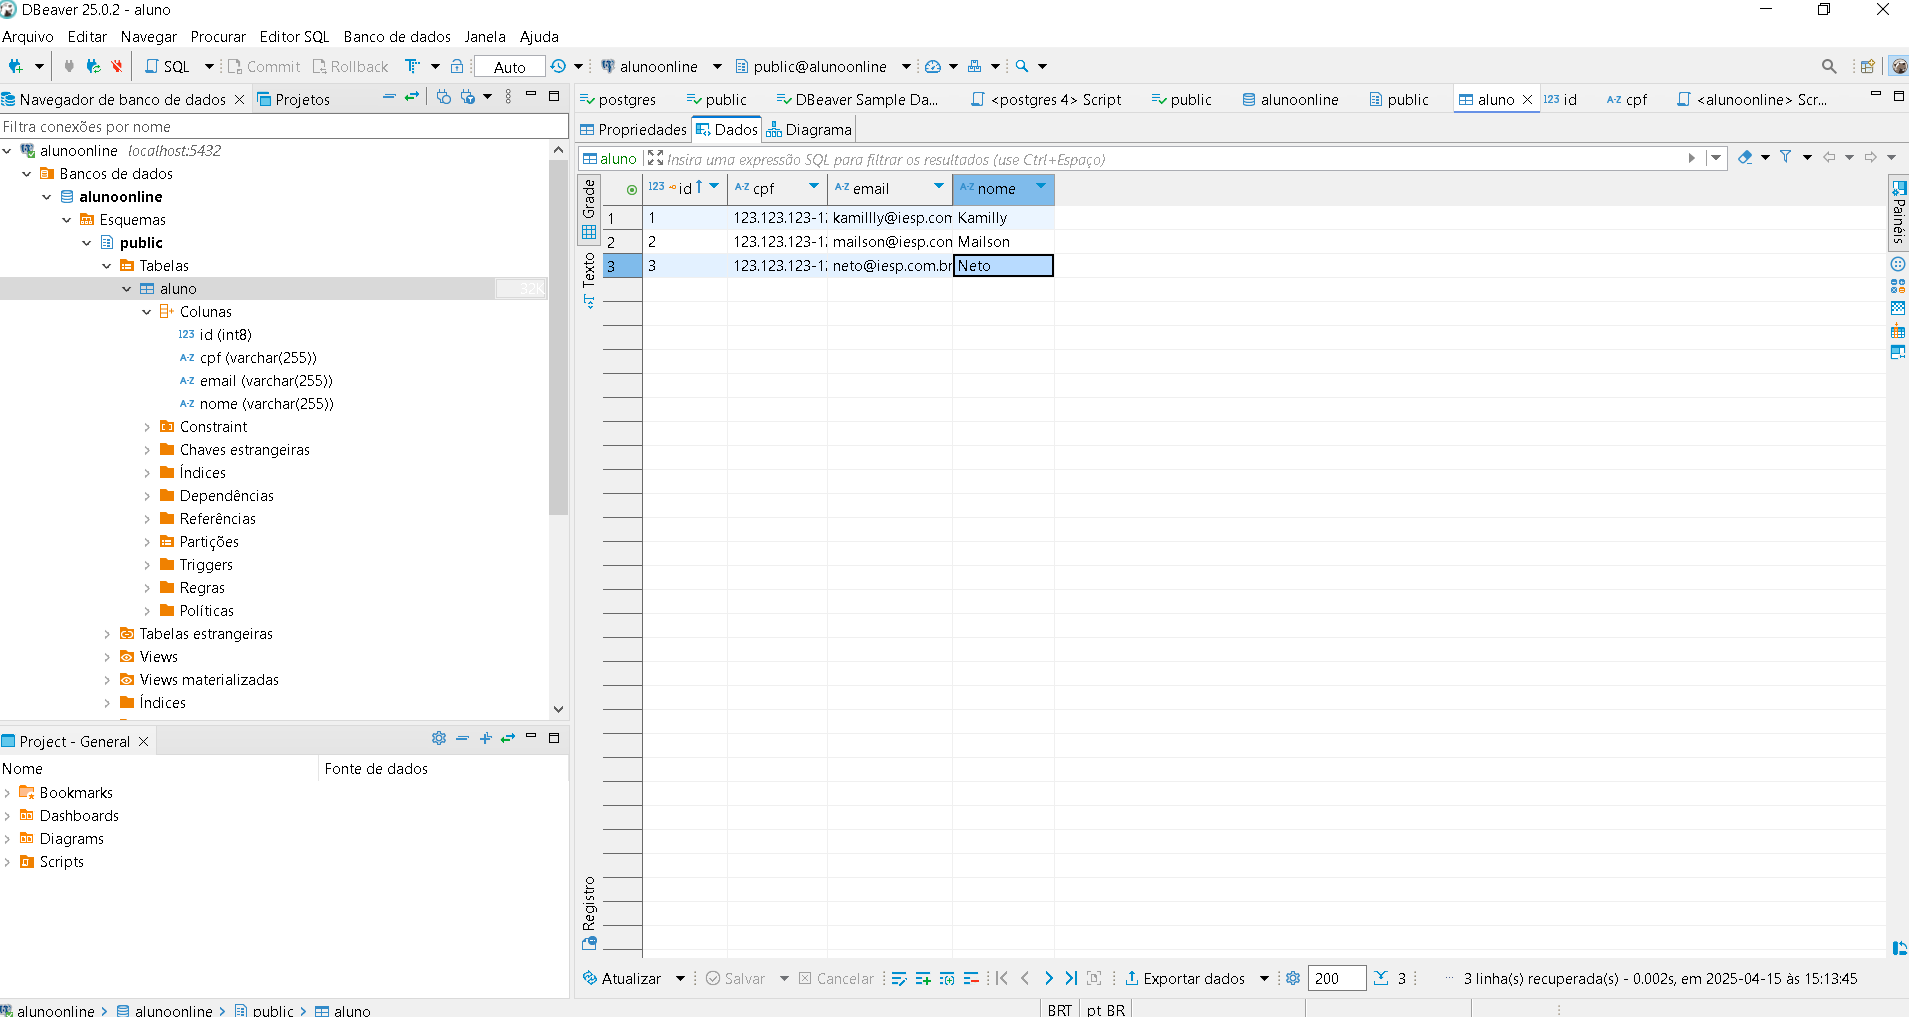 DBeaver 25.0.2 - aluno
Arquivo Editar Navegar Procurar Editor SQL Banco de dados Janela Ajuda
SQL Commit Rollback Auto alunoonline public@alunoonline
Navegador de banco de dados Projetos
Filtra conexões por nome
alunoonline localhost:5432
Bancos de dados
alunoonline
Esquemas
public
Tabelas
aluno 32K
Colunas
123 id (int8)
A-Z cpf (varchar(255))
A-Z email (varchar(255))
A-Z nome (varchar(255))
Constraint
Chaves estrangeiras
Índices
Dependências
Referências
Partições
Triggers
Regras
Políticas
Tabelas estrangeiras
Views
Views materializadas
Índices
Project - General
Nome Fonte de dados
Bookmarks
Dashboards
Diagrams
Scripts
postgres public DBeaver Sample Da... <postgres 4> Script public alunoonline public aluno 123 id A-Z cpf <alunoonline> Scr...
Propriedades Dados Diagrama
aluno Insira uma expressão SQL para filtrar os resultados (use Ctrl+Espaço)
Grade
Texto
Registro
123 id A-Z cpf A-Z email A-Z nome
1 1 123.123.123-1 kamillly@iesp.com Kamilly
2 2 123.123.123-1 mailson@iesp.con Mailson
3 3 123.123.123-1 neto@iesp.com.br Neto
Painéis
Atualizar Salvar Cancelar Exportar dados 200 3 ... 3 linha(s) recuperada(s) - 0.002s, em 2025-04-15 às 15:13:45
alunoonline alunoonline public aluno BRT pt BR